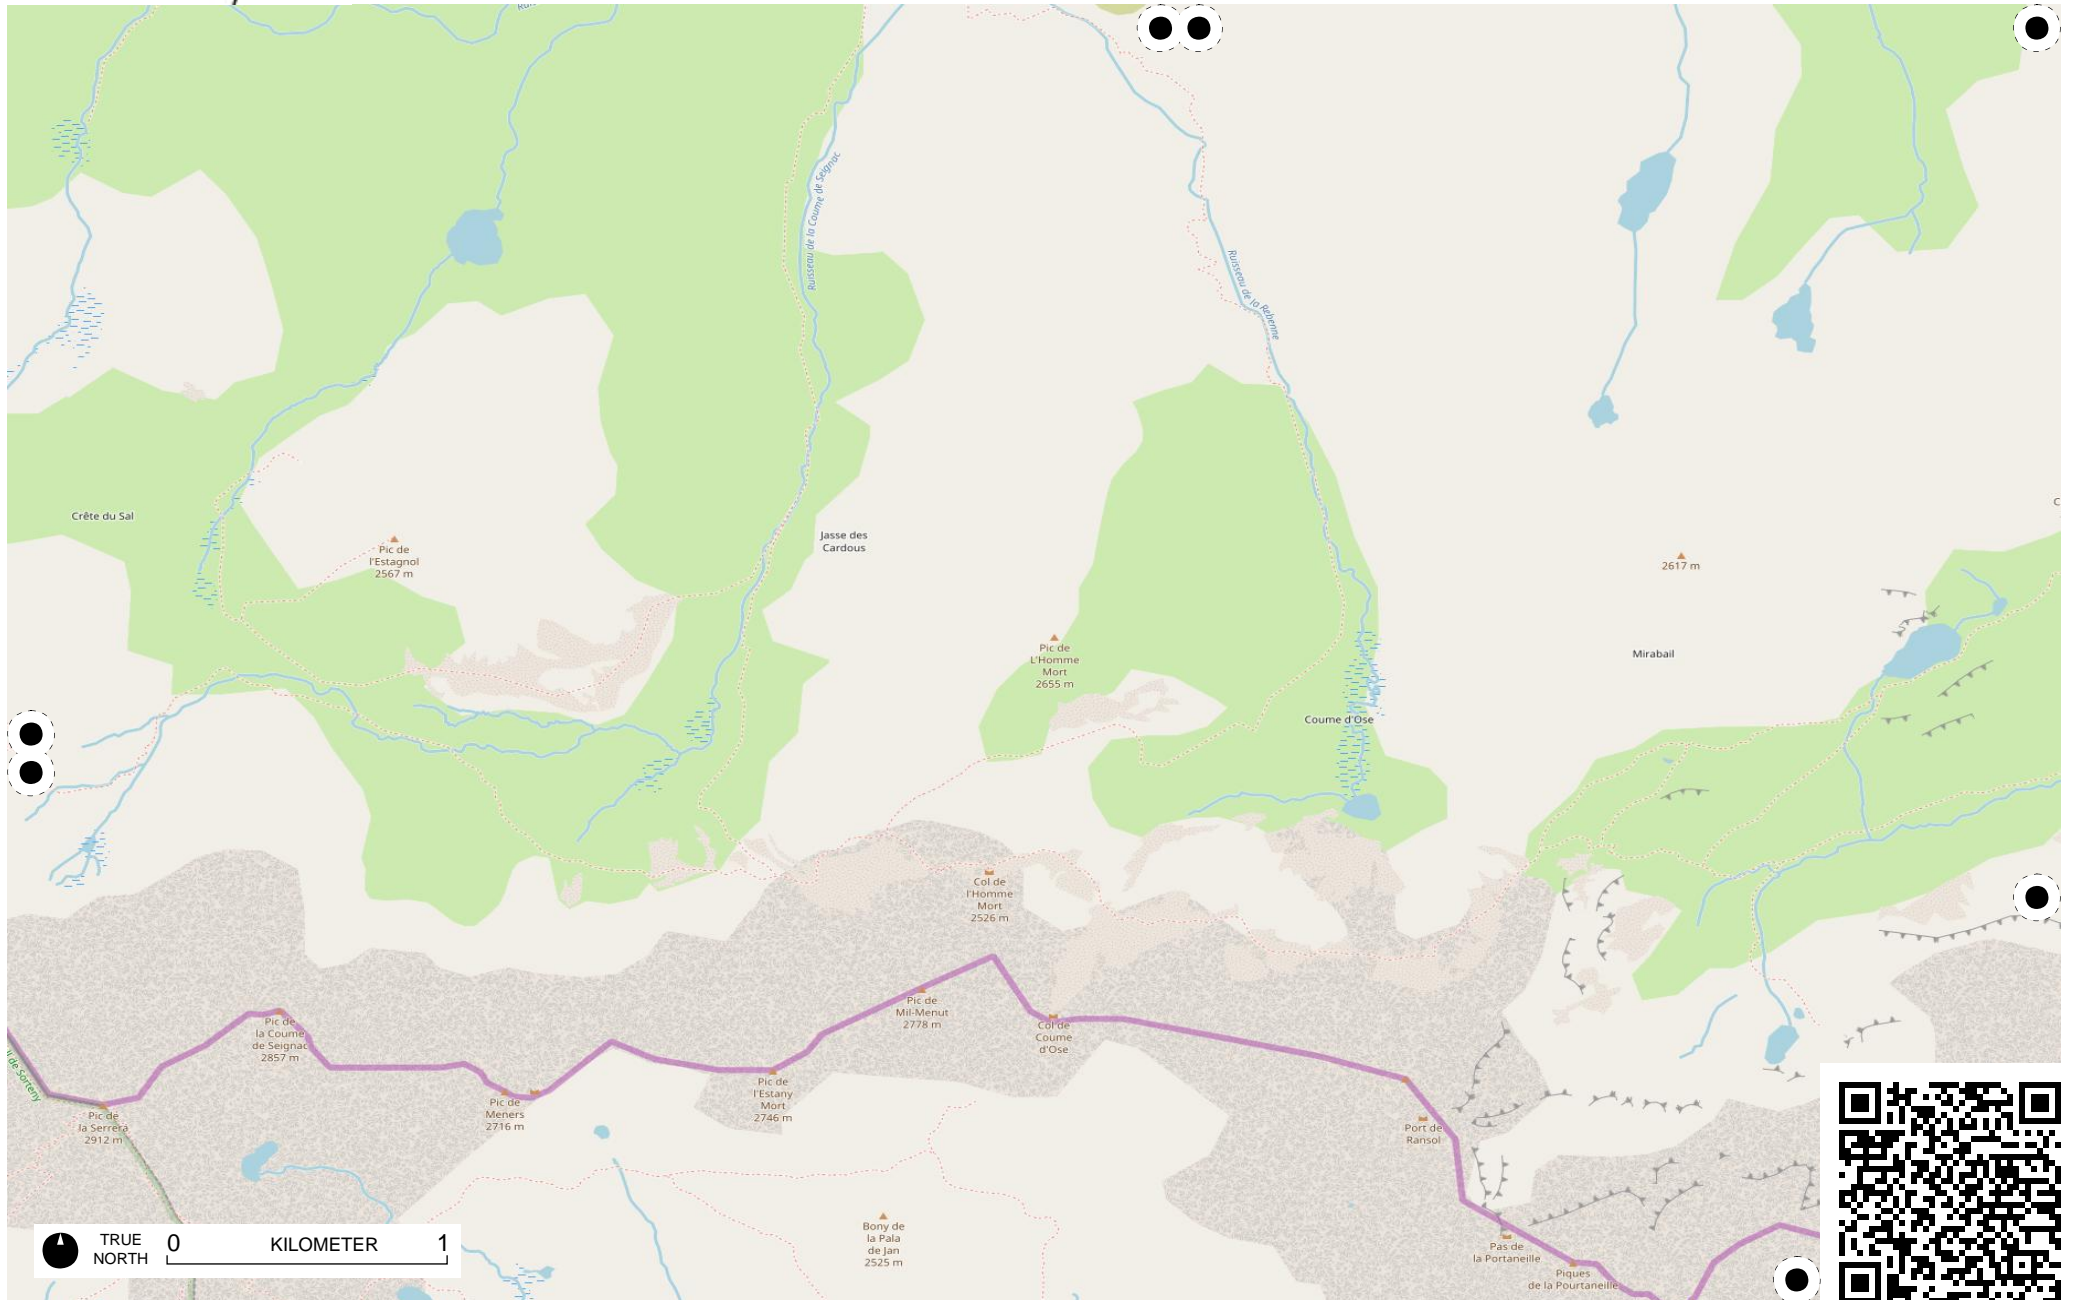 Ruisseau de la Coume de Seignac
Ruisseau de la Rebenne
Crête du Sal
Jasse des
Cardous
Pic de
l'Estagnol
2567 m
2617 m
Pic de
L'Homme
Mort
2655 m
Mirabail
Coume d'Ose
Col de
l'Homme
Mort
2526 m
Pic de
la Coume
de Seignac
2857 m
Pic de
Mil-Menut
2778 m
Col de
Coume
d'Ose
de Sorteny
Pic de
la Serrera
2912 m
Pic de
Meners
2716 m
Pic de
l'Estany
Mort
2746 m
Port de
Ransol
Bony de
la Pala
de Jan
2525 m
Pas de
la Portaneille
Piques
de la Pourtaneille
TRUE
NORTH
0 KILOMETER 1